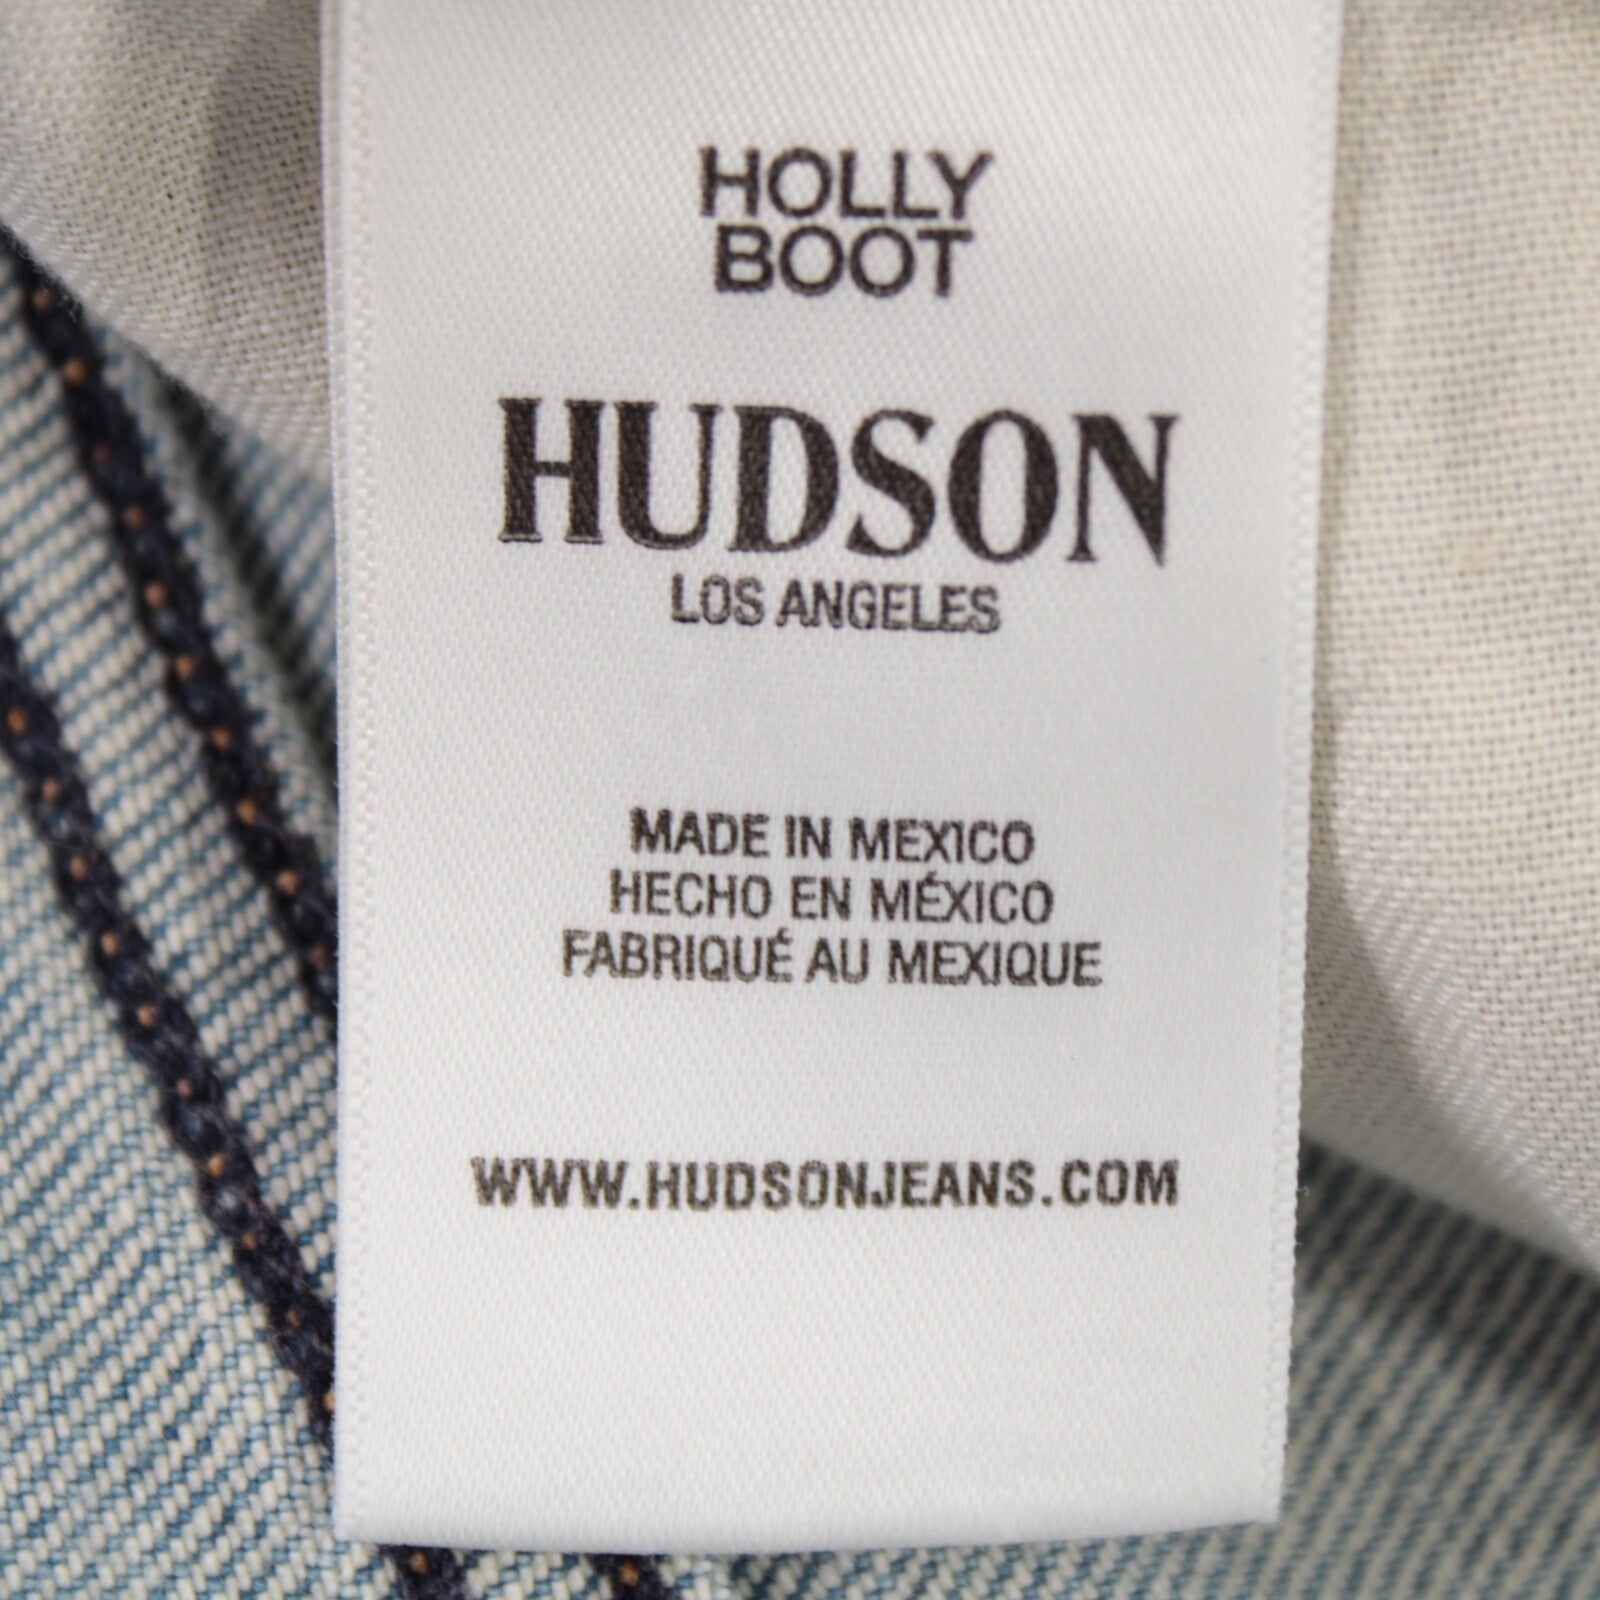 HOLLY
BOOT
HUDSON
LOS ANGELES
MADE IN MEXICO
HECHO EN MÉXICO
FABRIQUÉ AU MEXIQUE
WWW.HUDSONJEANS.COM